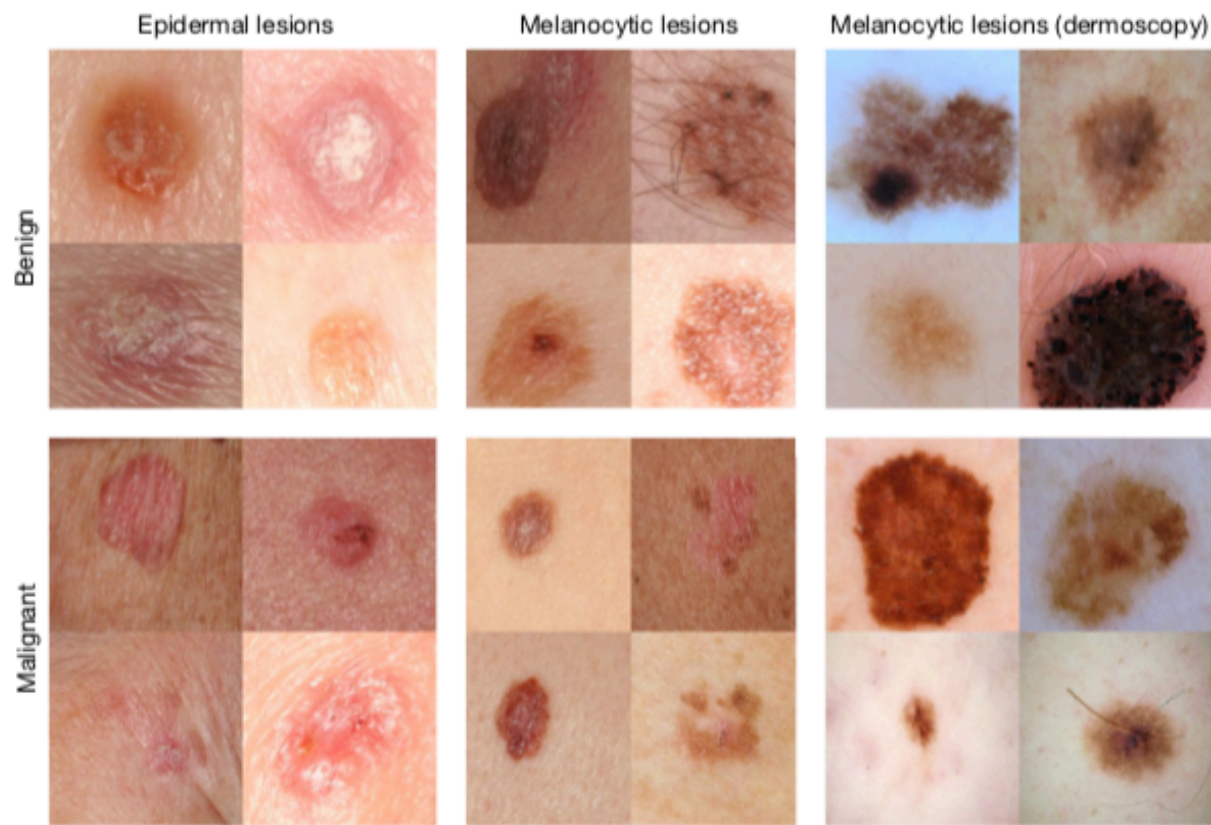 Epidermal lesions
Melanocytic lesions
Melanocytic lesions (dermoscopy)
Benign
Malignant